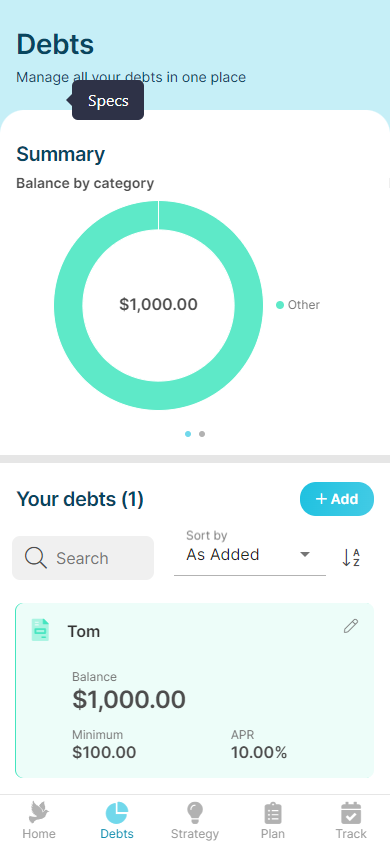 Debts
Manage all your debts in one place
Specs
Summary
Balance by category
$1,000.00
Other
Your debts (1)
+ Add
Search
Sort by
As Added
A
Z
Tom
Balance
$1,000.00
Minimum
APR
$100.00
10.00%
Home
Debts
Strategy
Plan
Track